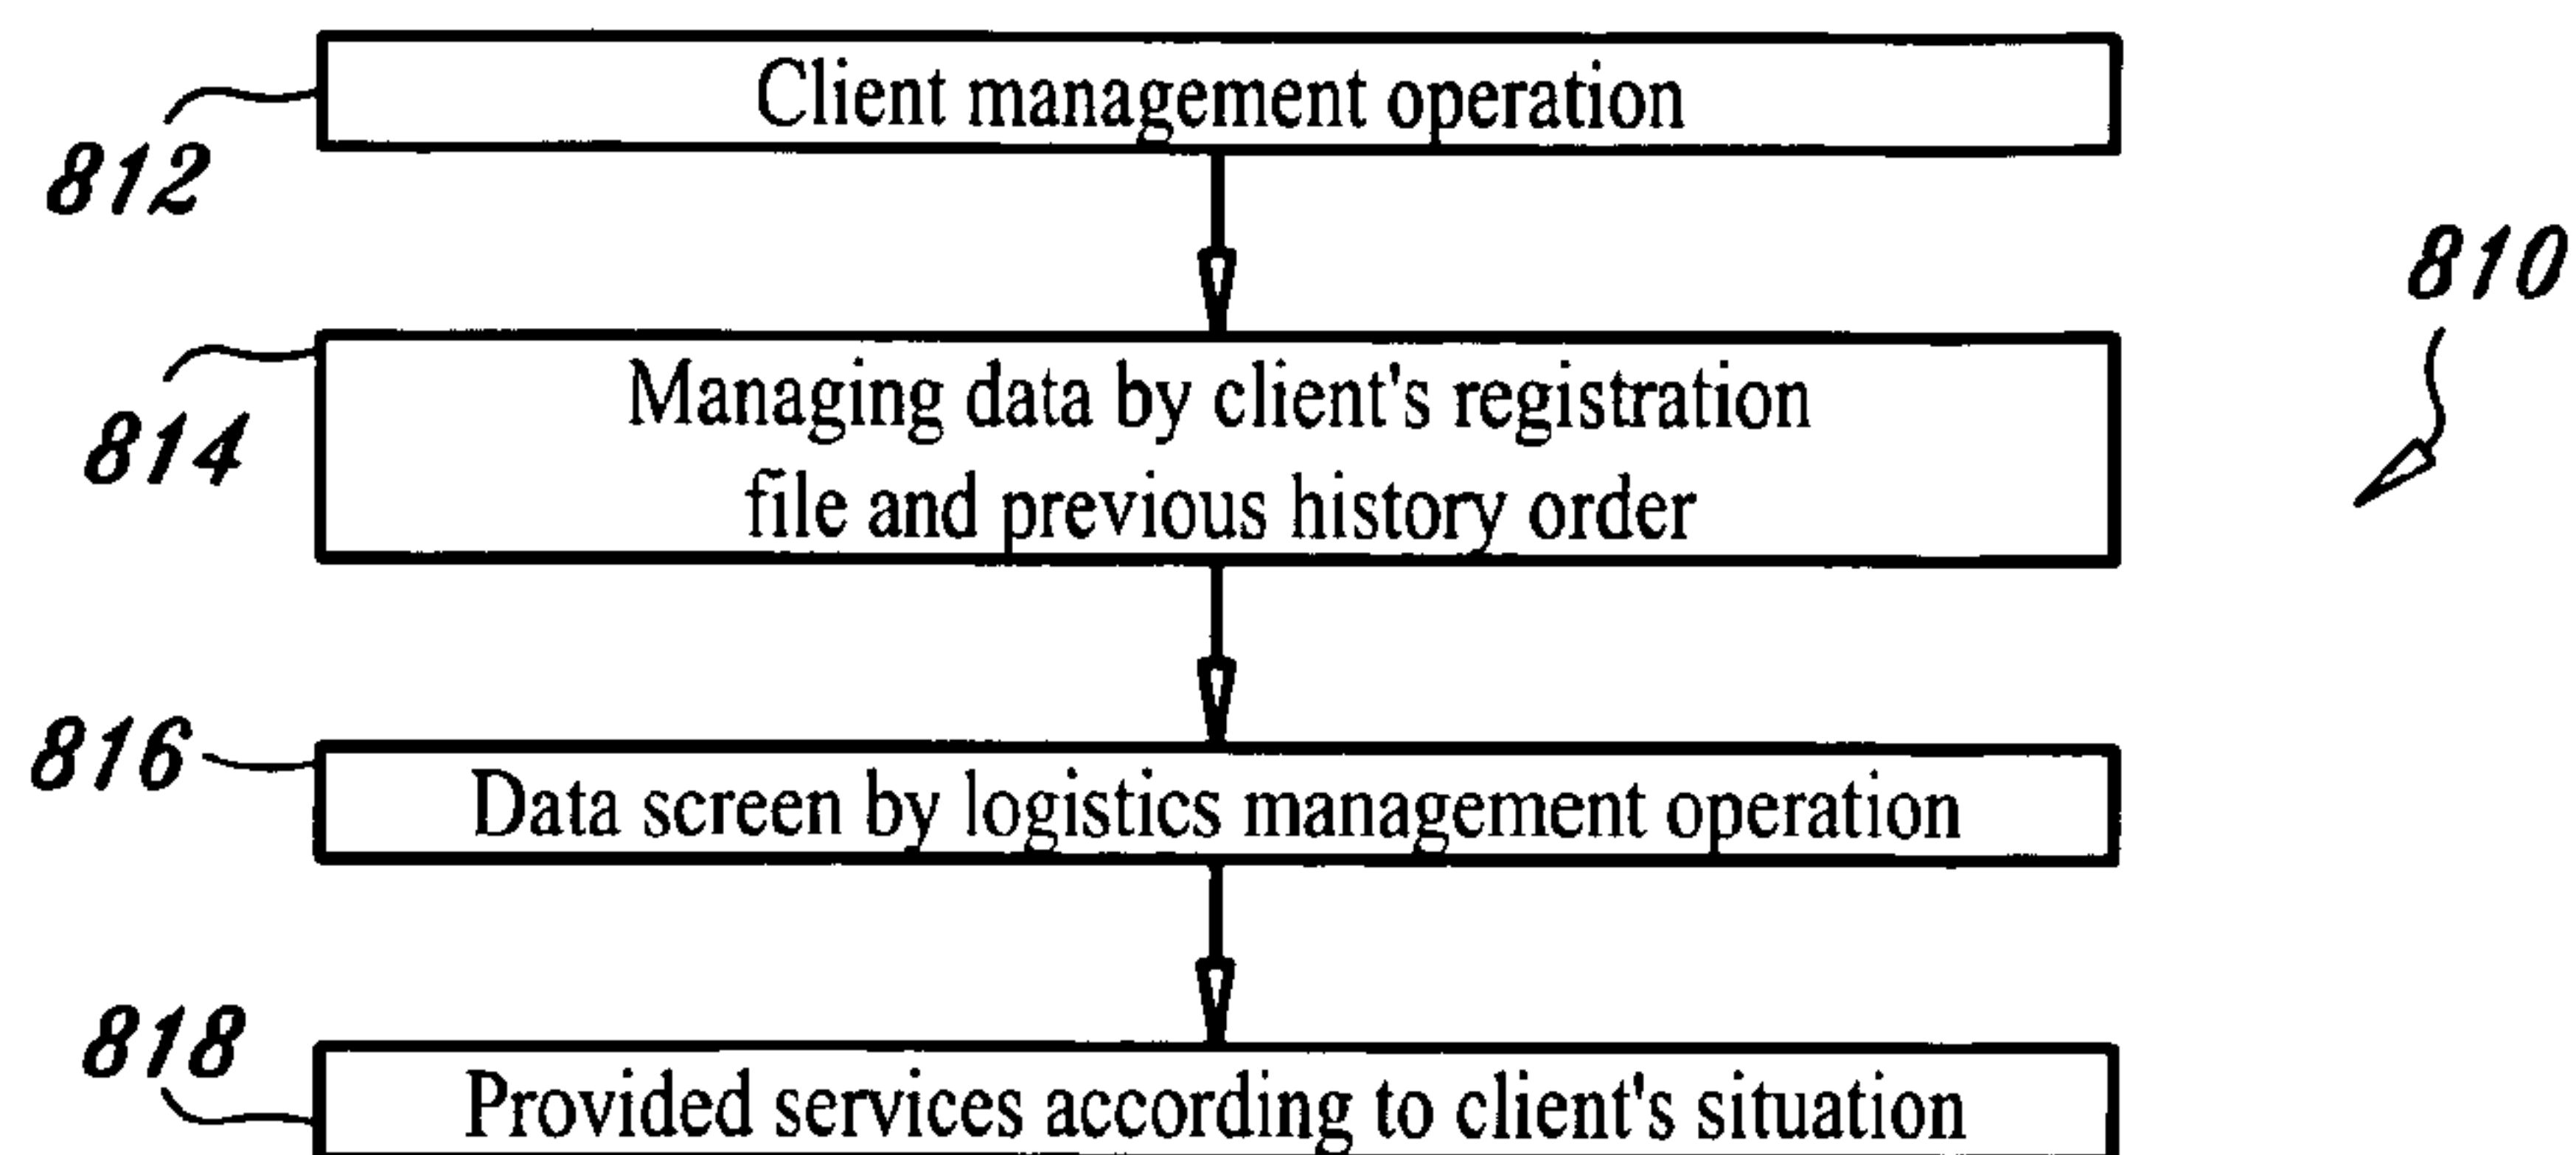 Client management operation
812
810
Managing data by client's registration
file and previous history order
814
816
Data screen by logistics management operation
818
Provided services according to client's situation